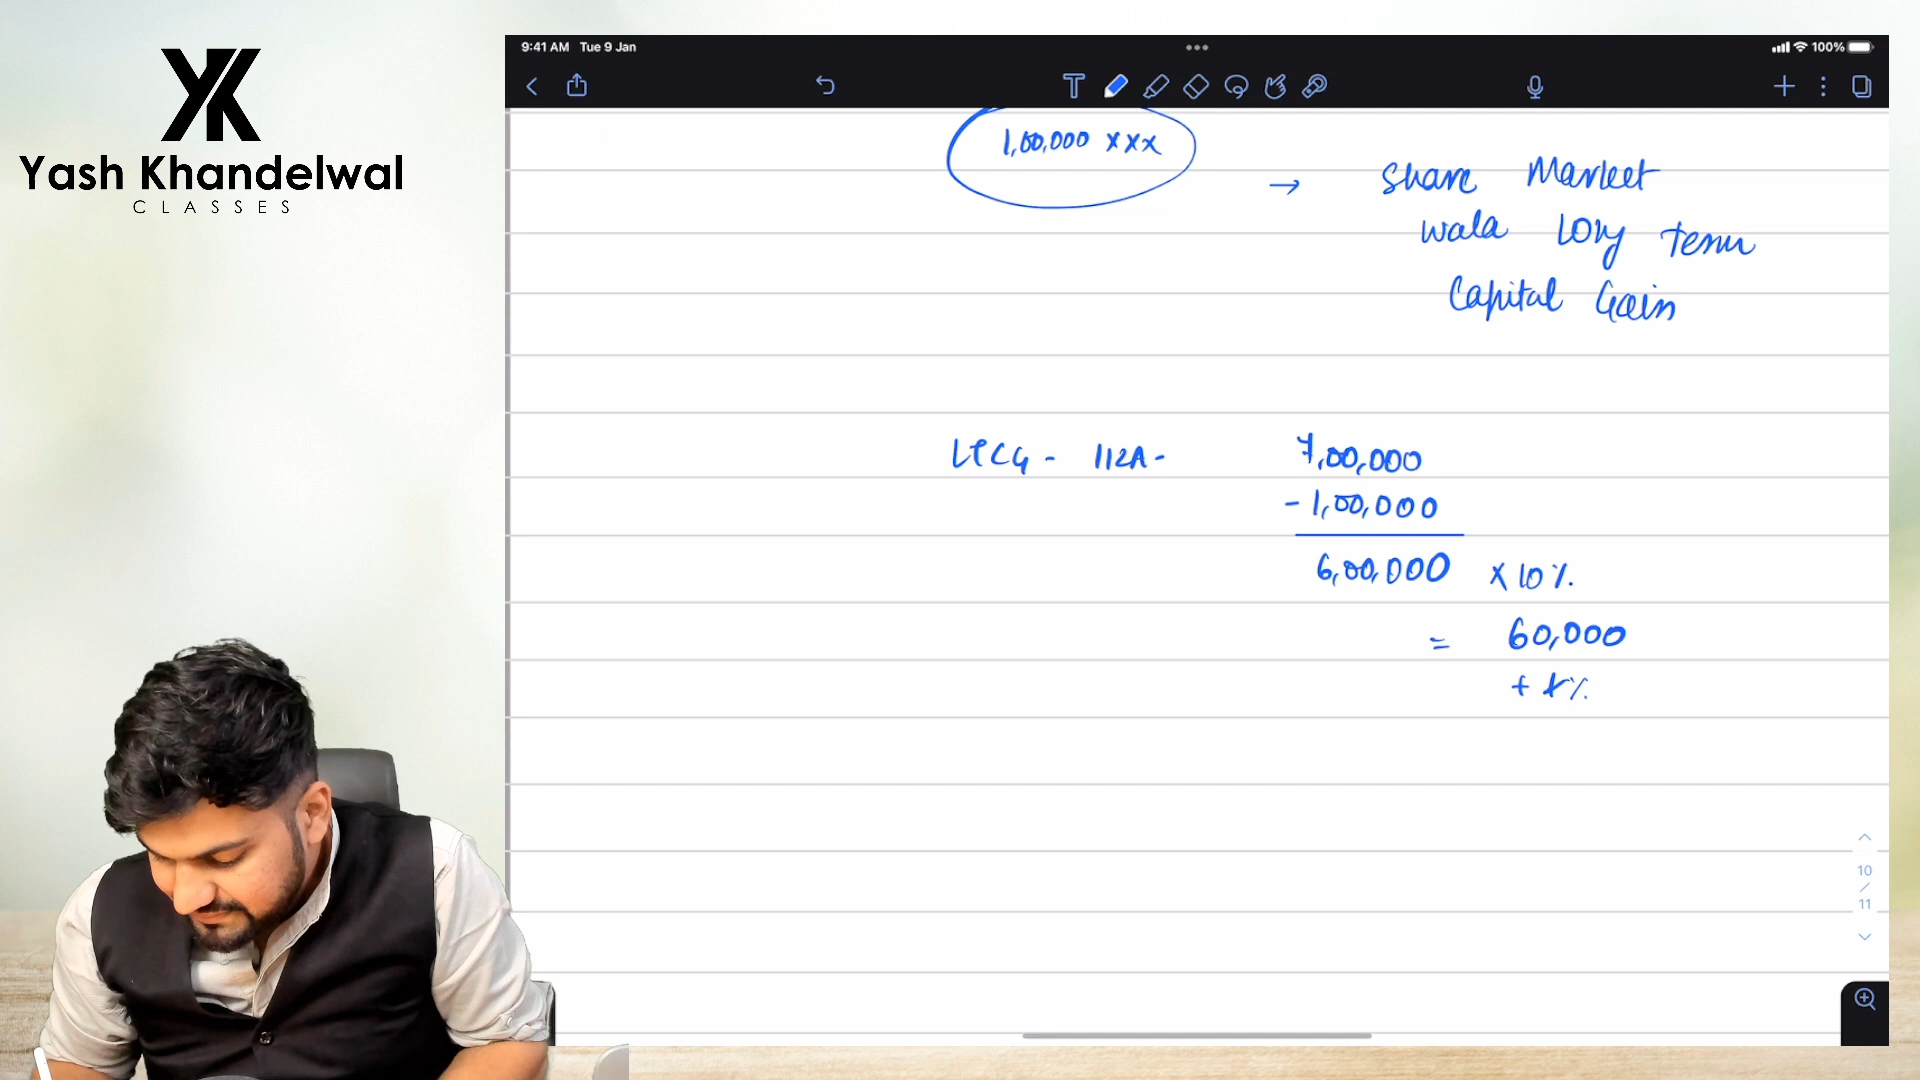 YK
Yash Khandelwal
CLASSES
9:41 AM Tue 9 Jan
100%
1,00,000 xxx
→ Share Market
wala Long term
Capital Gain
LTCG - 112A - 7,00,000
- 1,00,000
6,00,000 x 10%
= 60,000
+ 4%
10
/
11